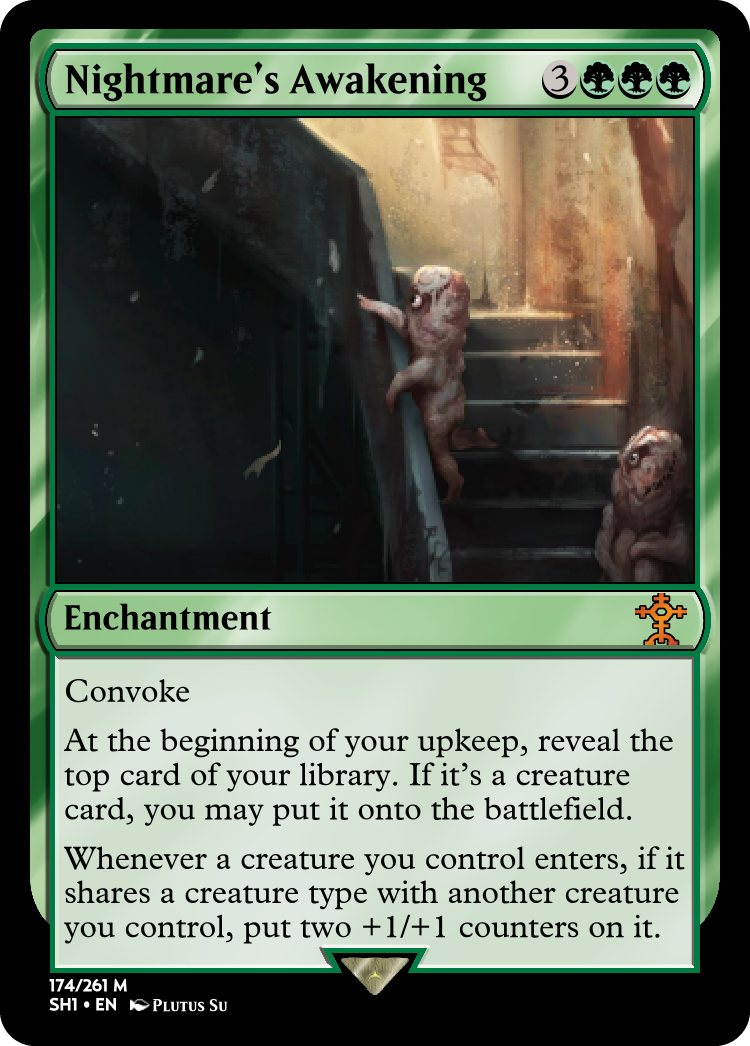 Nightmare's Awakening 3
Enchantment
Convoke
At the beginning of your upkeep, reveal the
top card of your library. If it's a creature
card, you may put it onto the battlefield.
Whenever a creature you control enters, if it
shares a creature type with another creature
you control, put two +1/+1 counters on it.
174/261 M
SH1 • EN Plutus Su